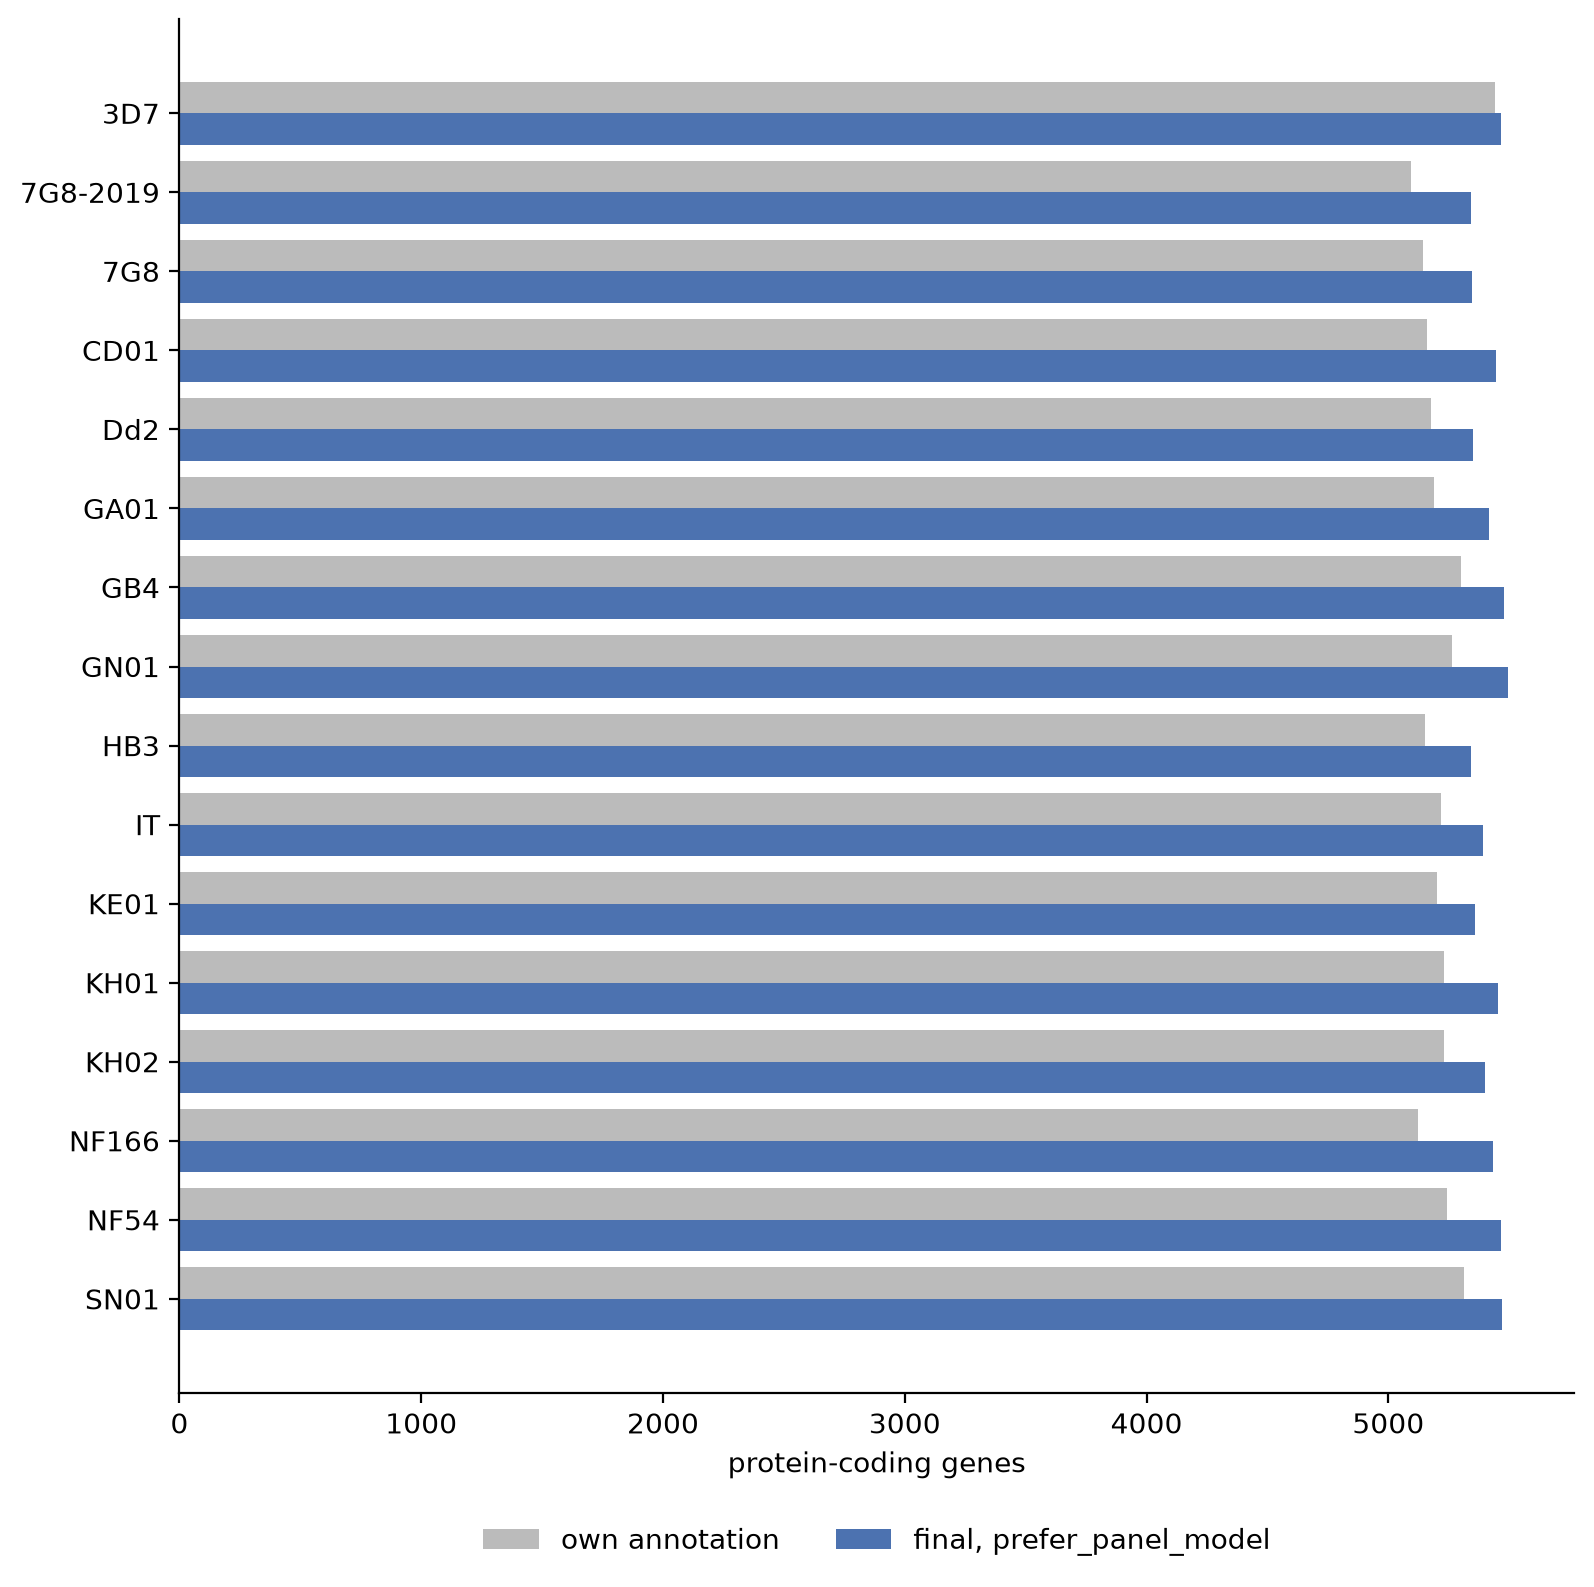 3D7
7G8-2019
7G8
CD01
Dd2
GA01
GB4
GN01
HB3
IT
KE01
KH01
KH02
NF166
NF54
SN01
0 1000 2000 3000 4000 5000
protein-coding genes
own annotation final, prefer_panel_model